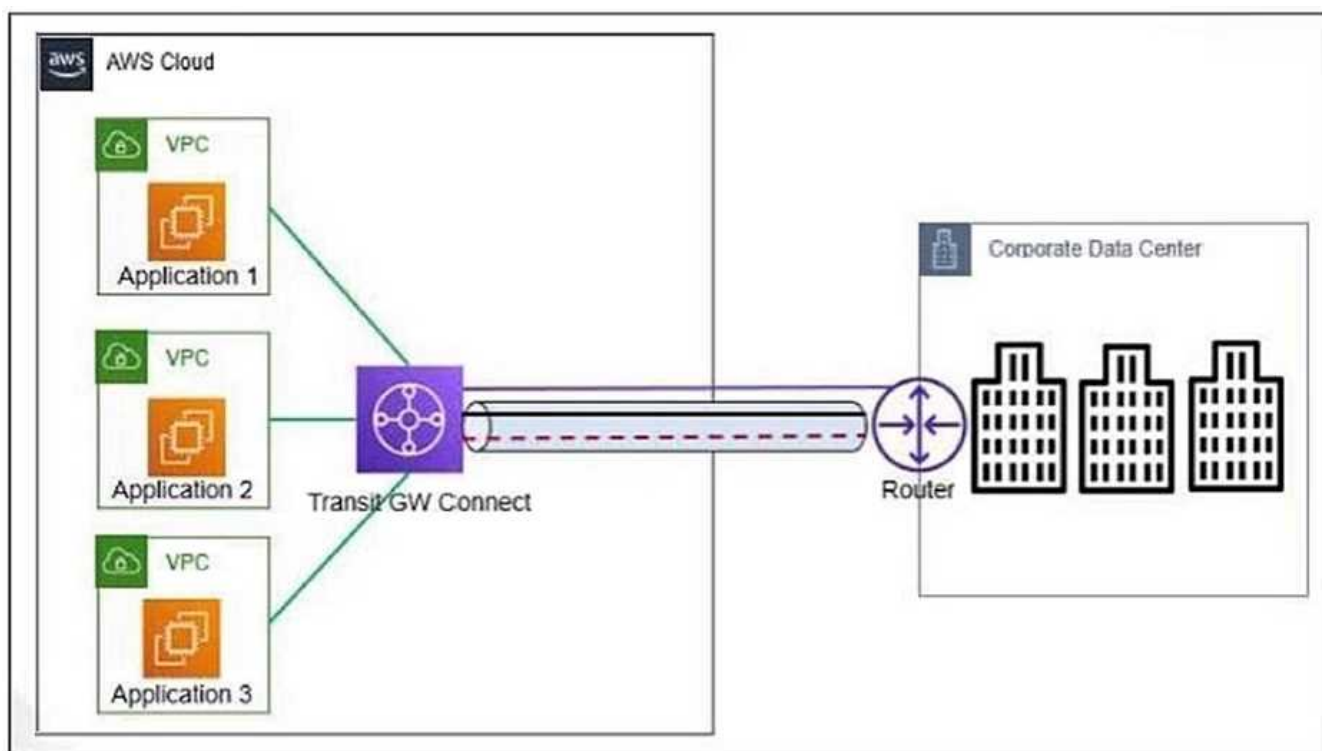 aws
AWS Cloud
VPC
Application 1
VPC
Application 2
VPC
Application 3
Transit GW Connect
Corporate Data Center
Router